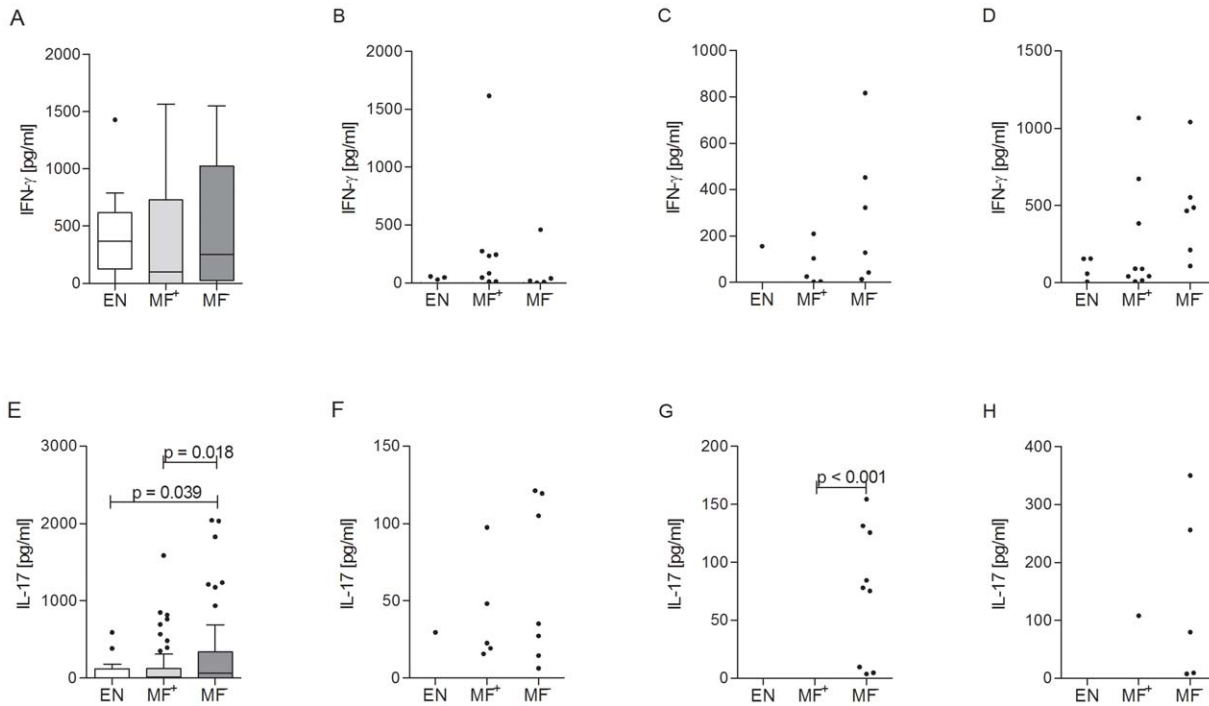 A
IFN-γ [pg/ml]
2000
1500
1000
500
0
EN MF⁺ MF⁻
B
IFN-γ [pg/ml]
2000
1500
1000
500
0
EN MF⁺ MF⁻
C
IFN-γ [pg/ml]
1000
800
600
400
200
0
EN MF⁺ MF⁻
D
IFN-γ [pg/ml]
1500
1000
500
0
EN MF⁺ MF⁻
E
IL-17 [pg/ml]
3000
2000
1000
0
p = 0.018
p = 0.039
EN MF⁺ MF⁻
F
IL-17 [pg/ml]
150
100
50
0
EN MF⁺ MF⁻
G
IL-17 [pg/ml]
200
150
100
50
0
p < 0.001
EN MF⁺ MF⁻
H
IL-17 [pg/ml]
400
300
200
100
0
EN MF⁺ MF⁻